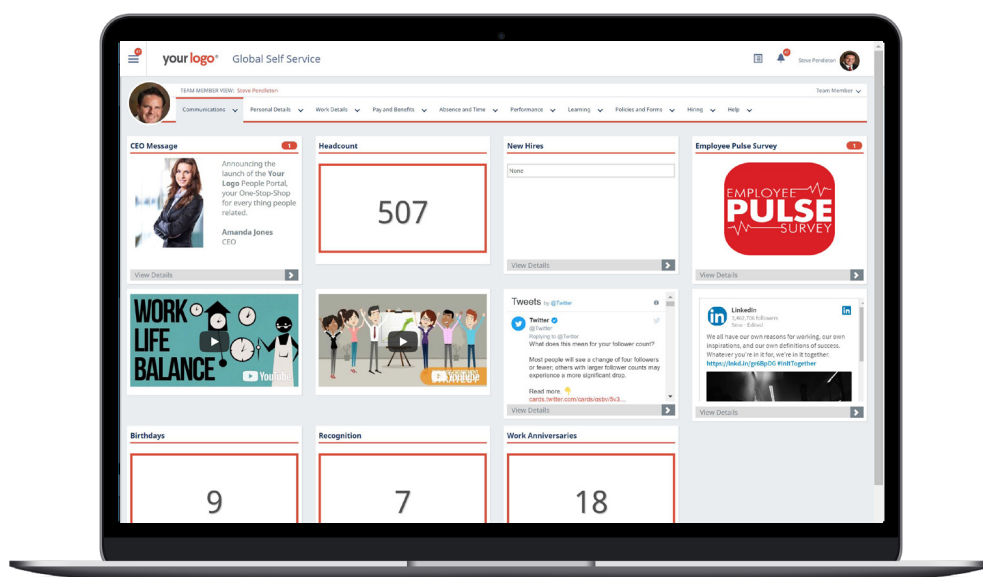 47
your logo®
Global Self Service
47
Steve Pendleton
TEAM MEMBER VIEW: Steve Pendleton
Team Member
Communications
Personal Details
Work Details
Pay and Benefits
Absence and Time
Performance
Learning
Policies and Forms
Hiring
Help
CEO Message
1
Announcing the
launch of the Your
Logo People Portal,
your One-Stop-Shop
for every thing people
related.
Amanda Jones
CEO
View Details
Headcount
507
New Hires
None
View Details
Employee Pulse Survey
1
EMPLOYEE
PULSE
SURVEY
View Details
WORK
LIFE
BALANCE
YouTube
YouTube
Tweets by @Twitter
Twitter
@Twitter
Replying to @Twitter
What does this mean for your follower count?
Most people will see a change of four followers
or fewer; others with larger follower counts may
experience a more significant drop.
Read more.
View Details
in
LinkedIn
in
We all have our own reasons for working, our own
inspirations, and our own definitions of success.
Whatever you're in it for, we're in it together.
#InItTogether
View Details
Birthdays
9
Recognition
7
Work Anniversaries
18